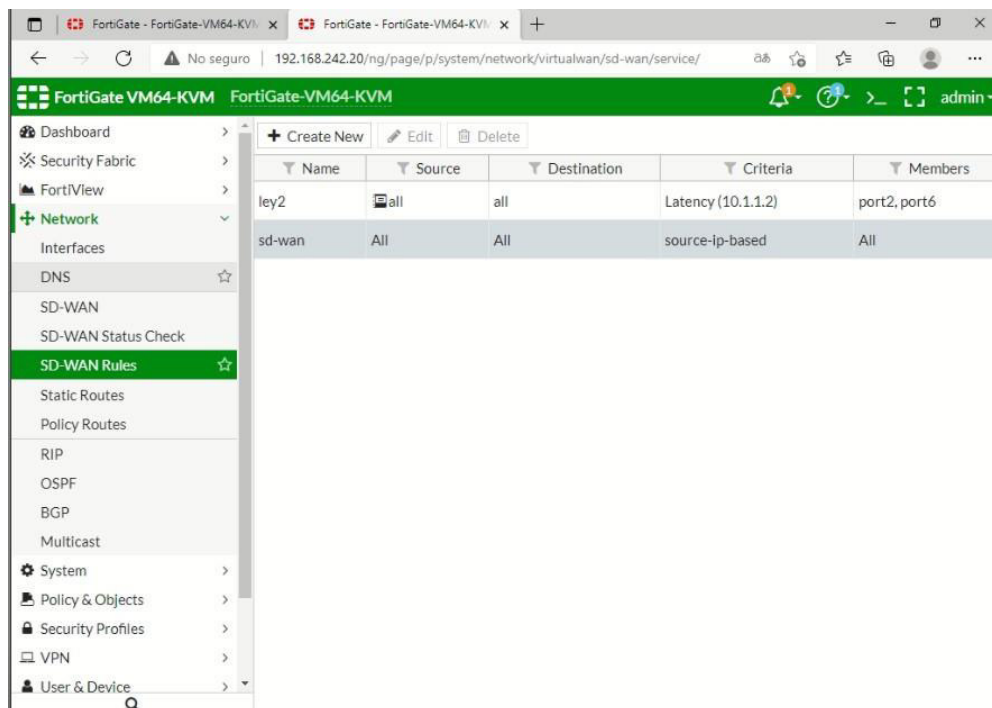 FortiGate - FortiGate-VM64-KV
FortiGate - FortiGate-VM64-KV
No seguro
192.168.242.20/ng/page/p/system/network/virtualwan/sd-wan/service/
FortiGate VM64-KVM FortiGate-VM64-KVM
1
1
admin
Dashboard
Security Fabric
FortiView
Network
Interfaces
DNS
SD-WAN
SD-WAN Status Check
SD-WAN Rules
Static Routes
Policy Routes
RIP
OSPF
BGP
Multicast
System
Policy & Objects
Security Profiles
VPN
User & Device
+ Create New Edit Delete
Name Source Destination Criteria Members
ley2 all all Latency (10.1.1.2) port2, port6
sd-wan All All source-ip-based All